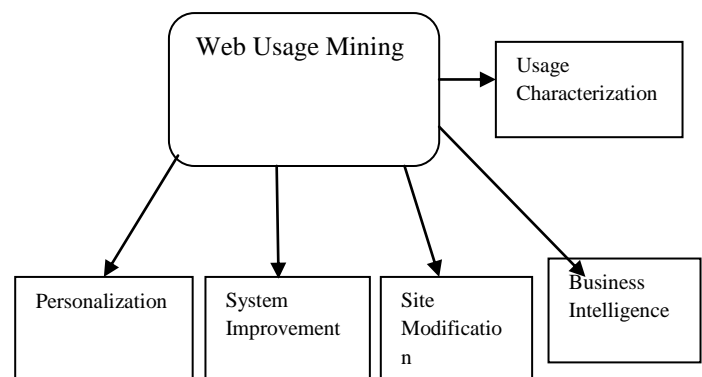 Web Usage Mining
Usage
Characterization
Personalization
System
Improvement
Site
Modificatio
n
Business
Intelligence